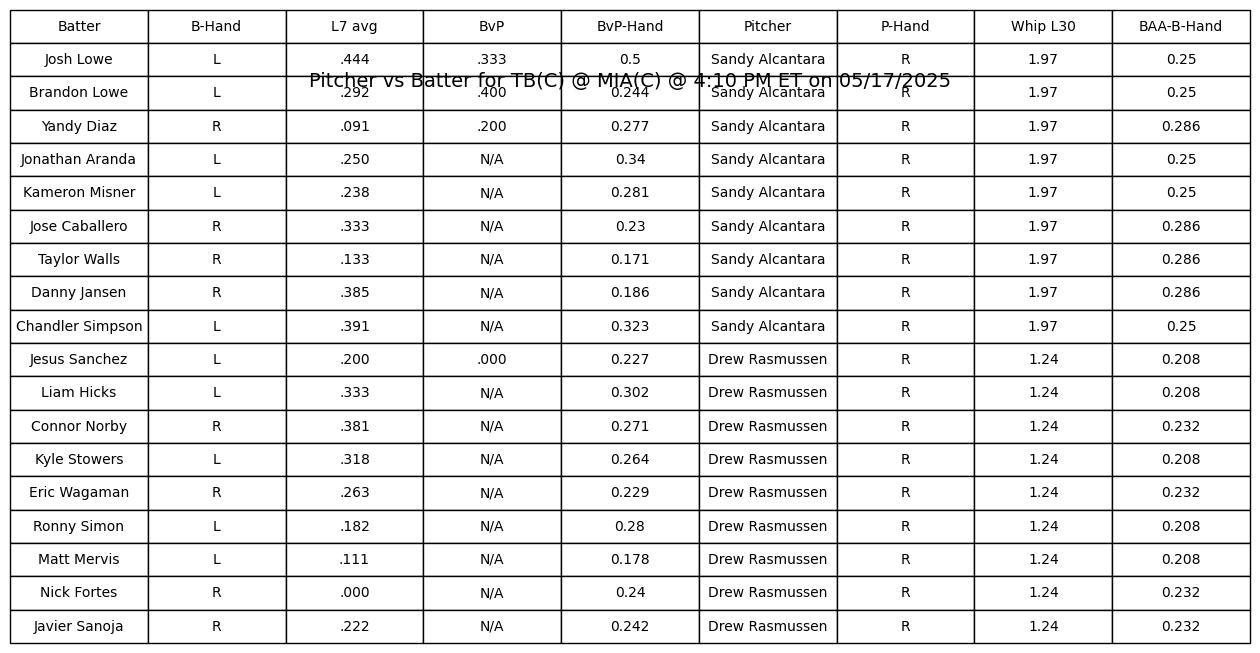 Batter B-Hand L7 avg BvP BvP-Hand Pitcher P-Hand Whip L30 BAA-B-Hand
Josh Lowe L .444 .333 0.5 Sandy Alcantara R 1.97 0.25
Pitcher vs Batter for TB(C) @ MIA(C) @ 4:10 PM ET on 05/17/2025
Brandon Lowe L .292 .400 0.244 Sandy Alcantara R 1.97 0.25
Yandy Diaz R .091 .200 0.277 Sandy Alcantara R 1.97 0.286
Jonathan Aranda L .250 N/A 0.34 Sandy Alcantara R 1.97 0.25
Kameron Misner L .238 N/A 0.281 Sandy Alcantara R 1.97 0.25
Jose Caballero R .333 N/A 0.23 Sandy Alcantara R 1.97 0.286
Taylor Walls R .133 N/A 0.171 Sandy Alcantara R 1.97 0.286
Danny Jansen R .385 N/A 0.186 Sandy Alcantara R 1.97 0.286
Chandler Simpson L .391 N/A 0.323 Sandy Alcantara R 1.97 0.25
Jesus Sanchez L .200 .000 0.227 Drew Rasmussen R 1.24 0.208
Liam Hicks L .333 N/A 0.302 Drew Rasmussen R 1.24 0.208
Connor Norby R .381 N/A 0.271 Drew Rasmussen R 1.24 0.232
Kyle Stowers L .318 N/A 0.264 Drew Rasmussen R 1.24 0.208
Eric Wagaman R .263 N/A 0.229 Drew Rasmussen R 1.24 0.232
Ronny Simon L .182 N/A 0.28 Drew Rasmussen R 1.24 0.208
Matt Mervis L .111 N/A 0.178 Drew Rasmussen R 1.24 0.208
Nick Fortes R .000 N/A 0.24 Drew Rasmussen R 1.24 0.232
Javier Sanoja R .222 N/A 0.242 Drew Rasmussen R 1.24 0.232